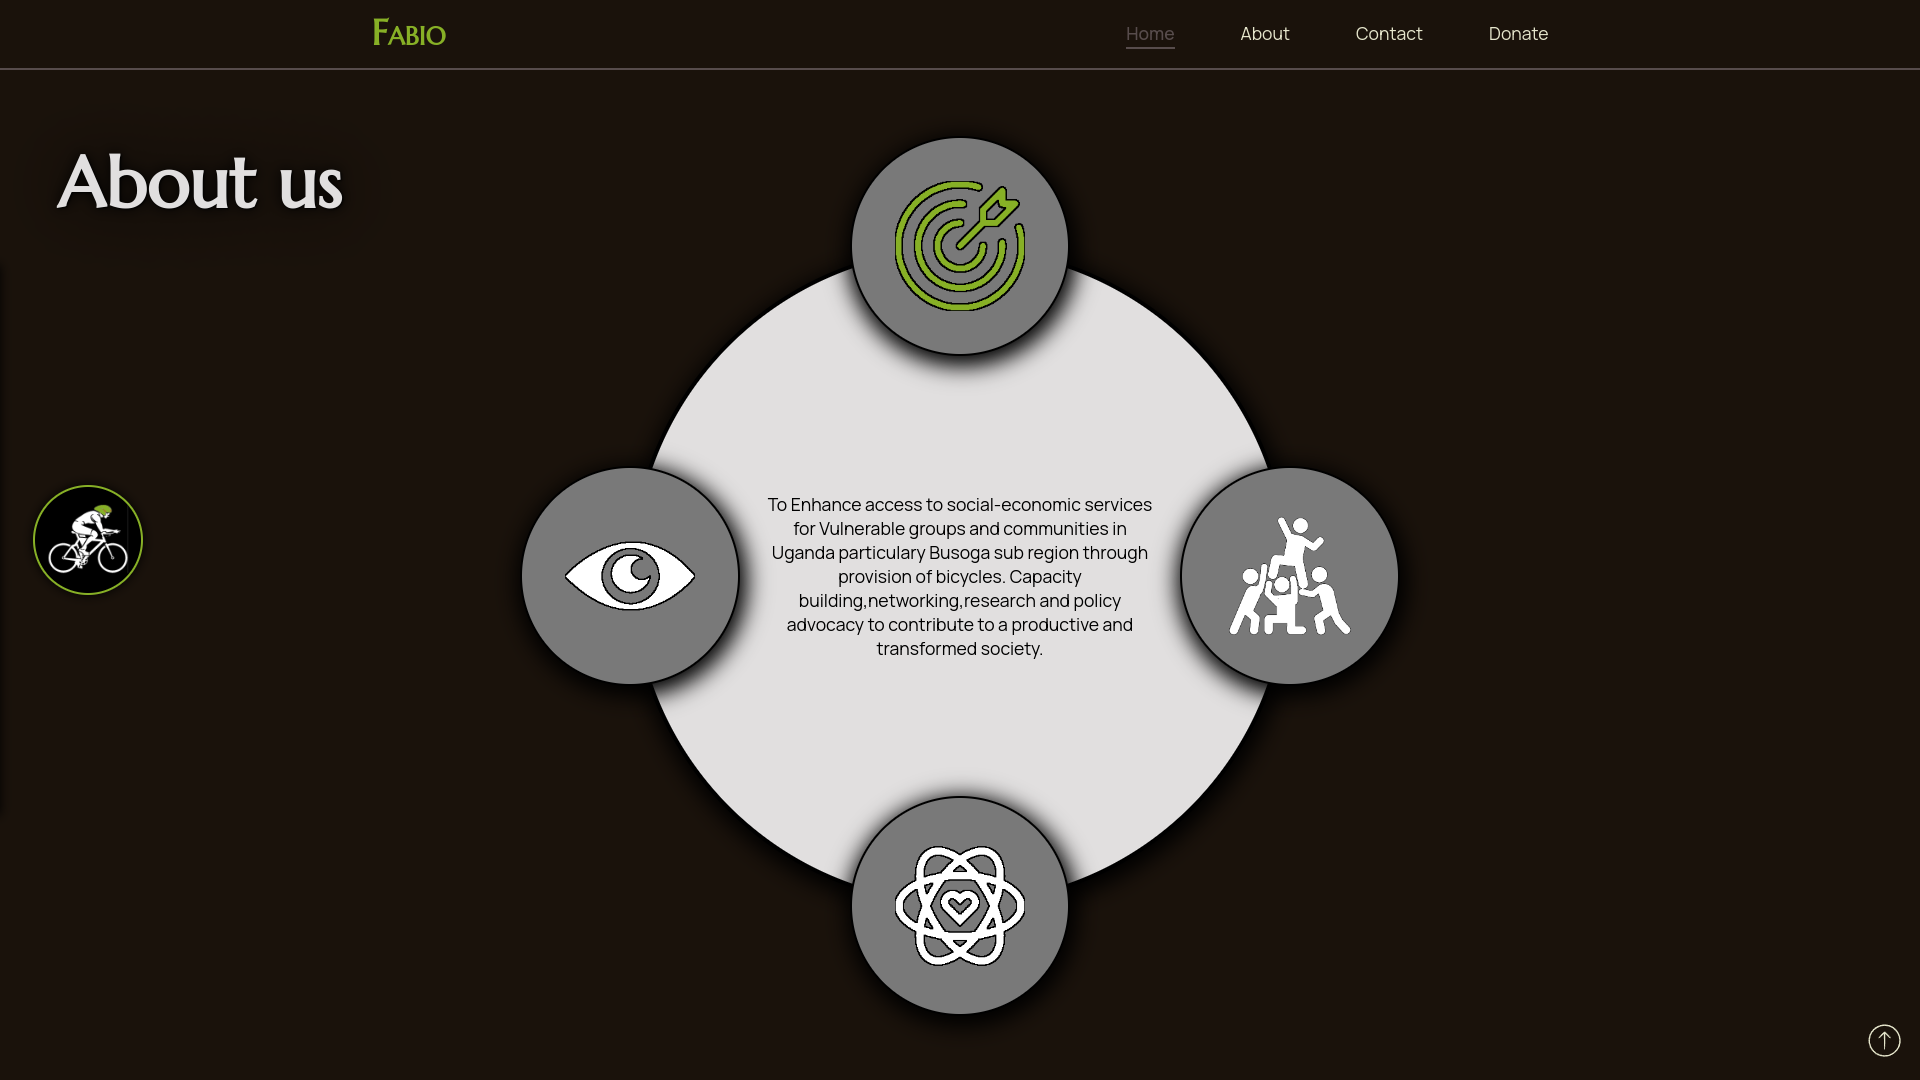 FABIO
Home
About
Contact
Donate
About us
To Enhance access to social-economic services
for Vulnerable groups and communities in
Uganda particulary Busoga sub region through
provision of bicycles. Capacity
building,networking,research and policy
advocacy to contribute to a productive and
transformed society.